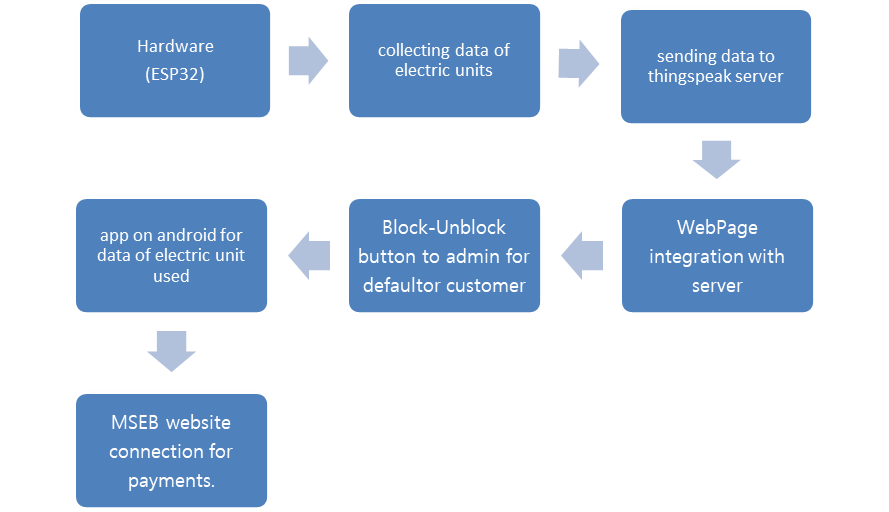 Hardware
(ESP32)
collecting data of
electric units
sending data to
thingspeak server
WebPage
integration with
server
Block-Unblock
button to admin for
defaultor customer
app on android for
data of electric unit
used
MSEB website
connection for
payments.